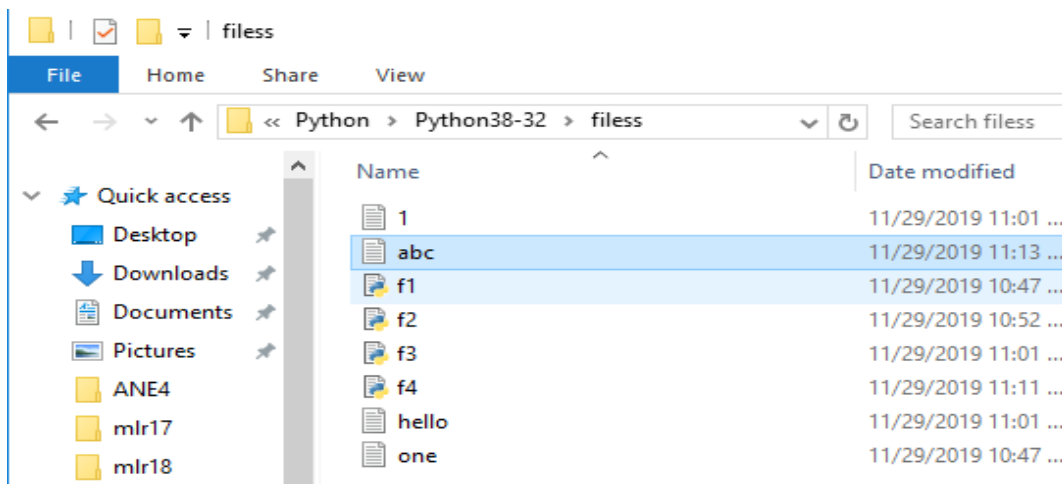 filess
File Home Share View
« Python > Python38-32 > filess Search filess
Name Date modified
Quick access
Desktop
Downloads
Documents
Pictures
ANE4
mlr17
mlr18
1 11/29/2019 11:01 ...
abc 11/29/2019 11:13 ...
f1 11/29/2019 10:47 ...
f2 11/29/2019 10:52 ...
f3 11/29/2019 11:01 ...
f4 11/29/2019 11:11 ...
hello 11/29/2019 11:01 ...
one 11/29/2019 10:47 ...